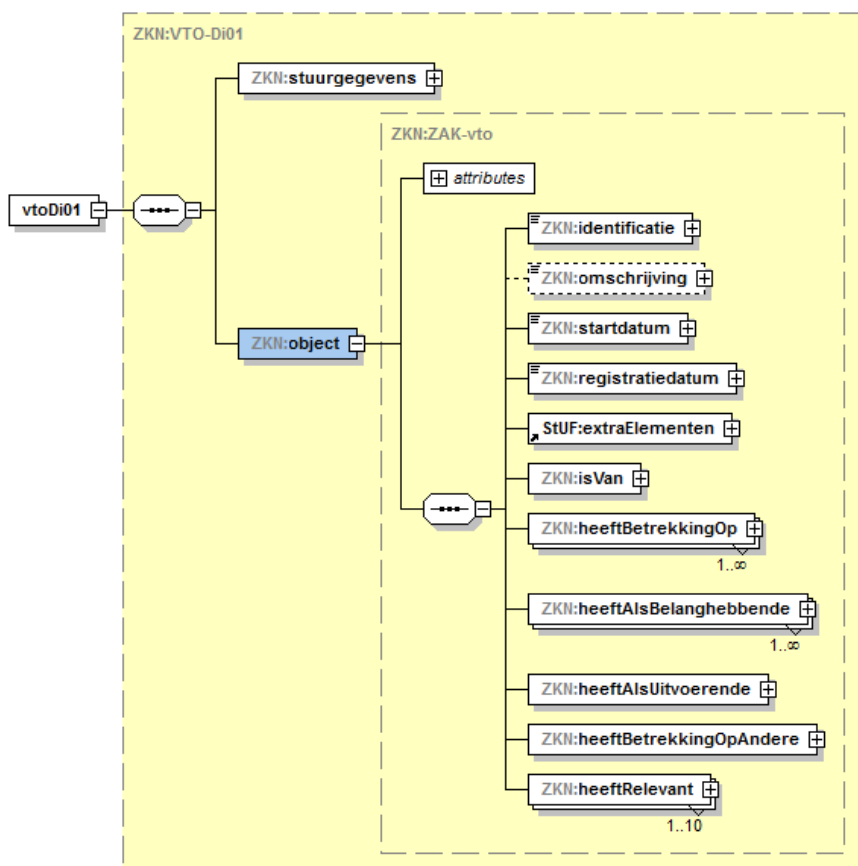 ZKN:VTO-Di01
ZKN:stuurgegevens
ZKN:ZAK-vto
attributes
vtoDi01
ZKN:identificatie
ZKN:omschrijving
ZKN:startdatum
ZKN:object
ZKN:registratiedatum
StUF:extraElementen
ZKN:isVan
ZKN:heeftBetrekkingOp
1..∞
ZKN:heeftAlsBelanghebbende
1..∞
ZKN:heeftAlsUitvoerende
ZKN:heeftBetrekkingOpAndere
ZKN:heeftRelevant
1..10